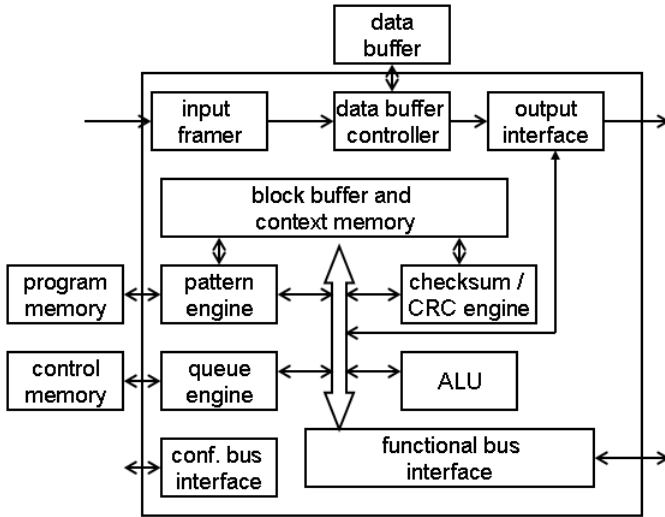 data
buffer
input
framer
data buffer
controller
output
interface
block buffer and
context memory
program
memory
pattern
engine
checksum /
CRC engine
control
memory
queue
engine
ALU
conf. bus
interface
functional bus
interface